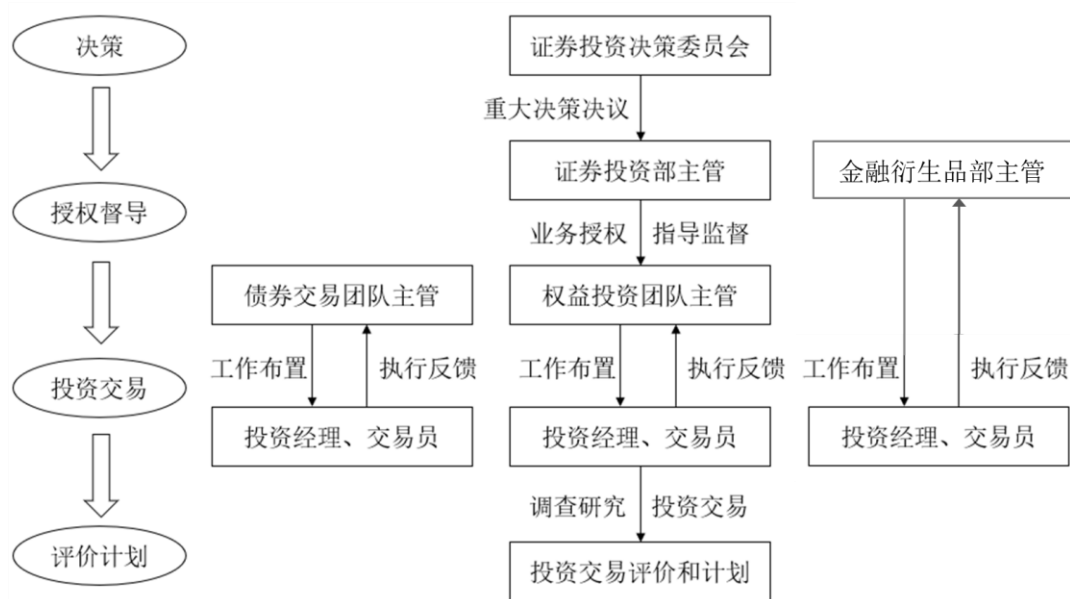 决策
证券投资决策委员会
重大决策决议
证券投资部主管
金融衍生品部主管
授权督导
业务授权 指导监督
债券交易团队主管
权益投资团队主管
工作布置 执行反馈
工作布置 执行反馈
工作布置 执行反馈
投资交易
投资经理、交易员
投资经理、交易员
投资经理、交易员
调查研究 投资交易
评价计划
投资交易评价和计划